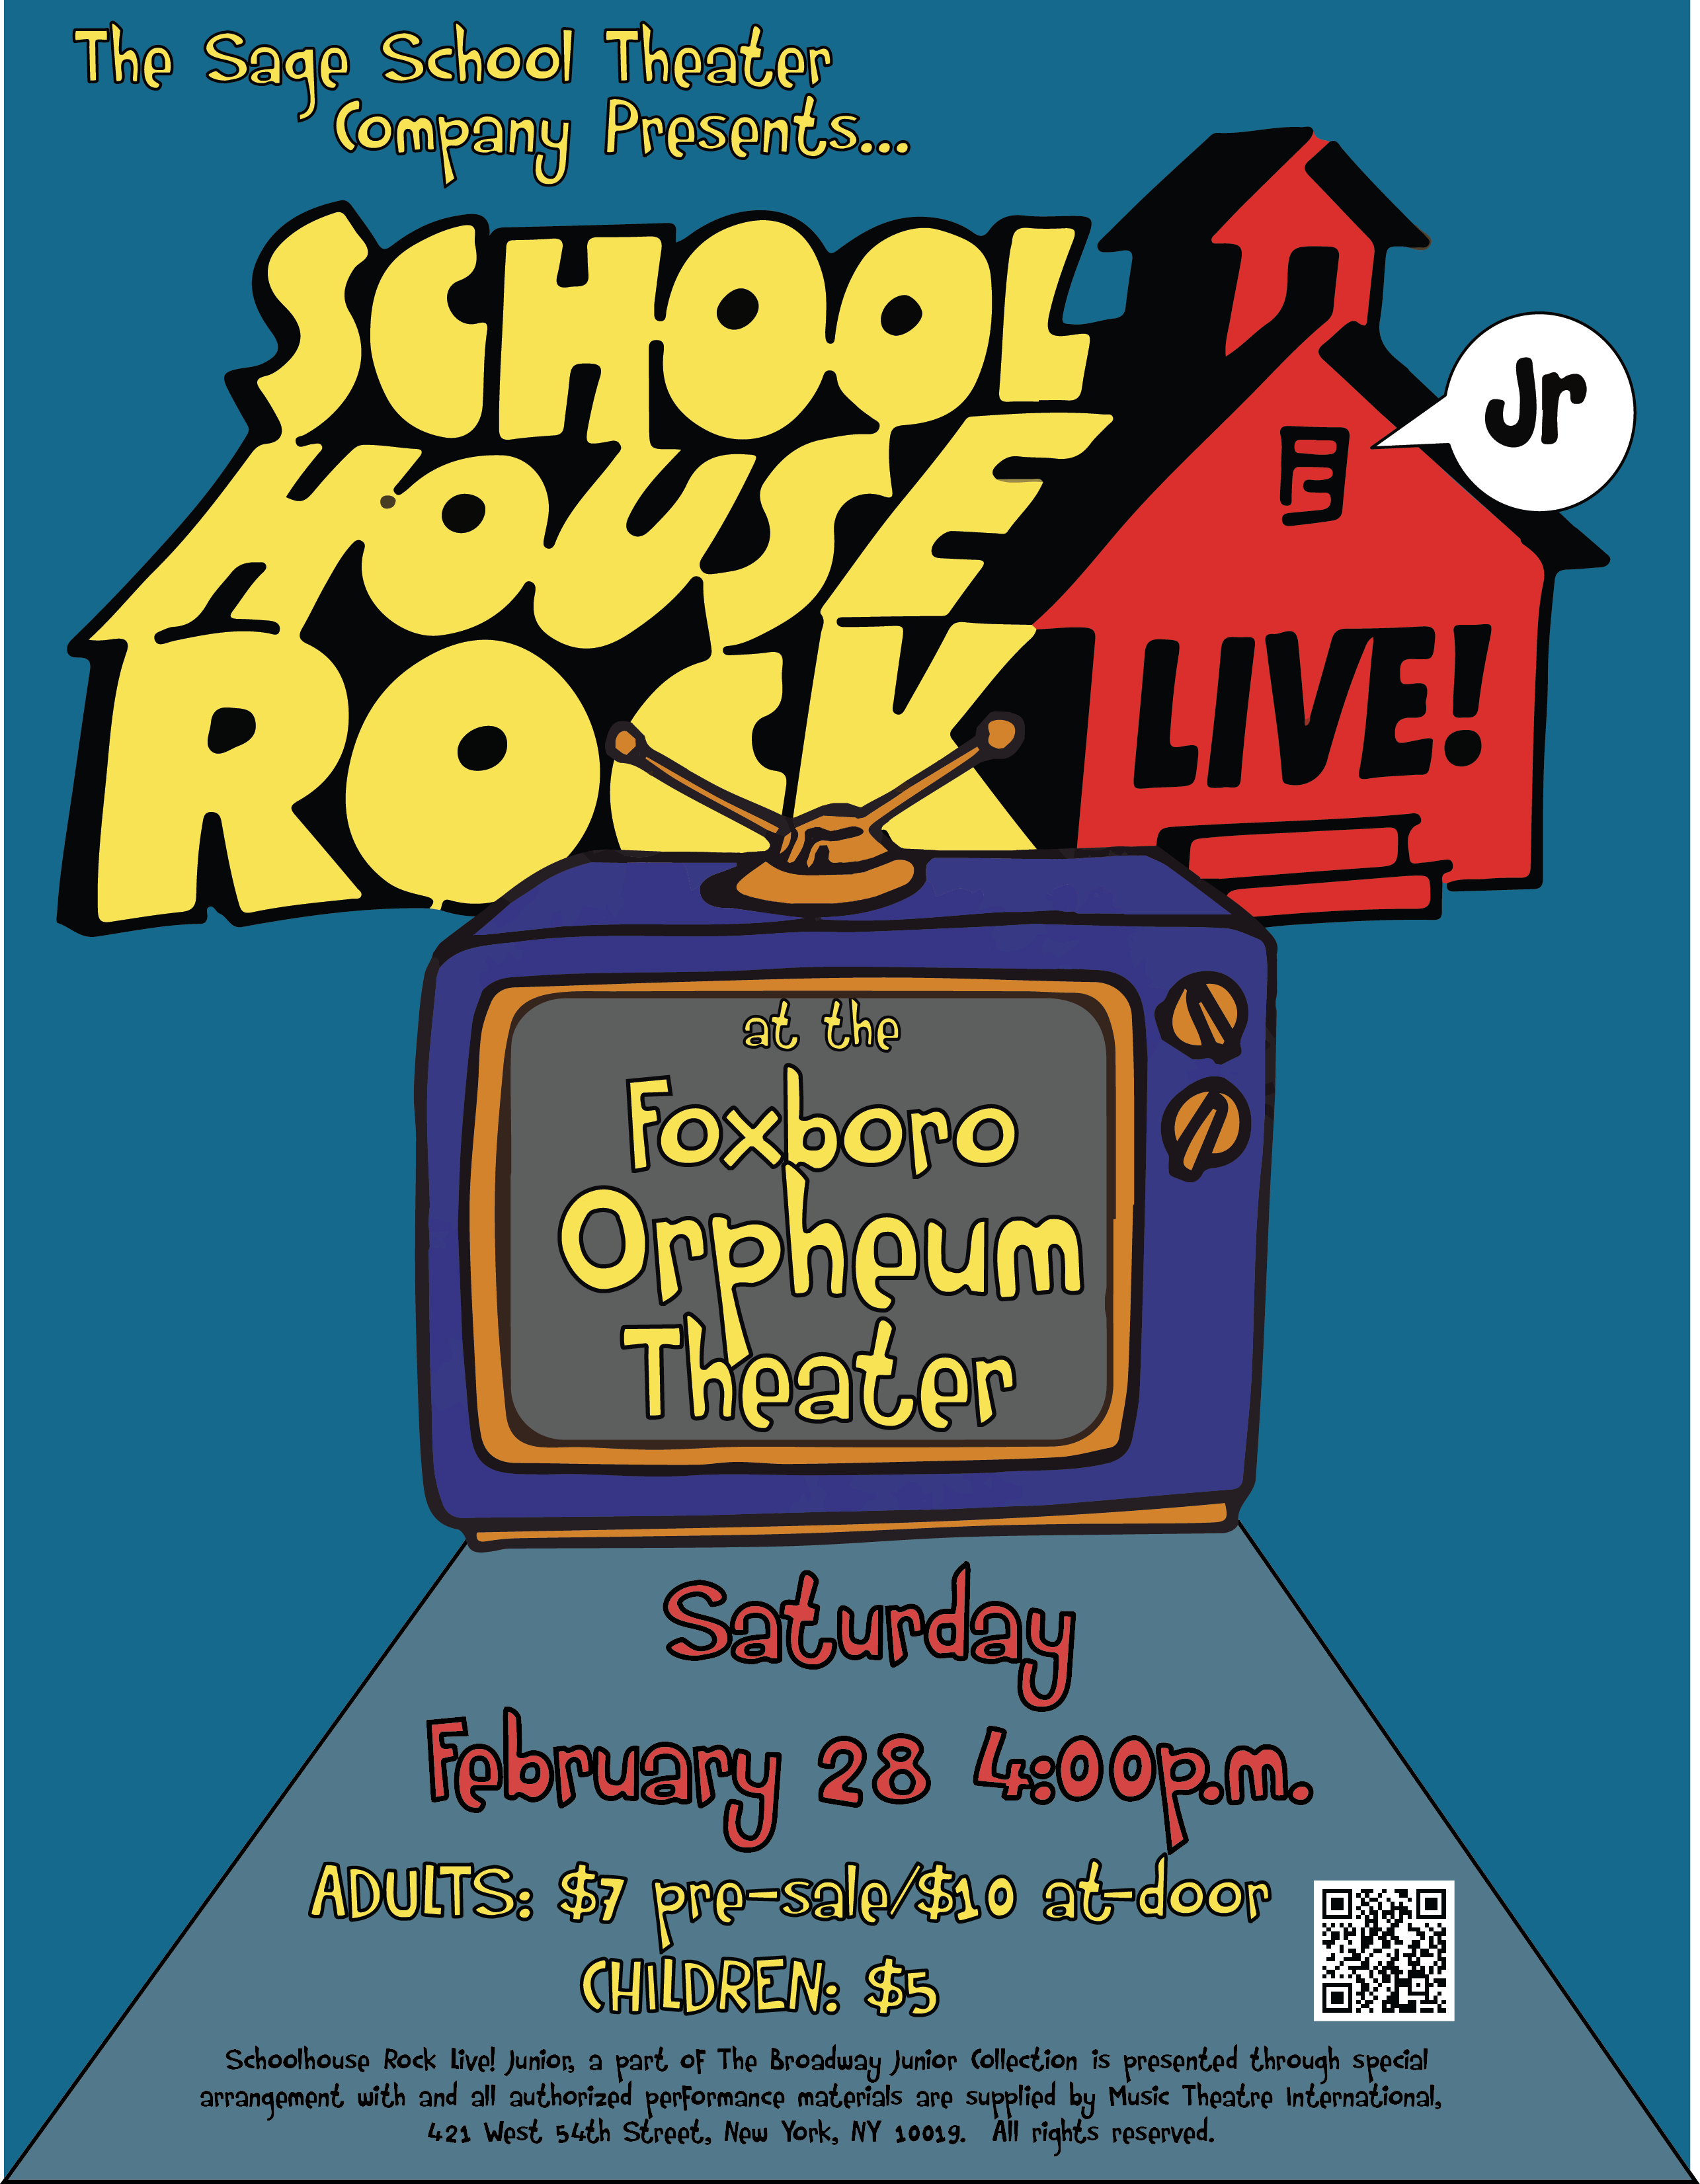 The Sage School Theater
Company Presents...
SCHOOL
HOUSE
ROCK
LIVE!
Jr
at the
Foxboro
Orpheum
Theater
Saturday
February 28 4:00p.m.
ADULTS: $7 pre-sale/$10 at-door
CHILDREN: $5
Schoolhouse Rock Live! Junior, a part of The Broadway Junior Collection is presented through special
arrangement with and all authorized performance materials are supplied by Music Theatre International,
421 West 54th Street, New York, NY 10019. All rights reserved.